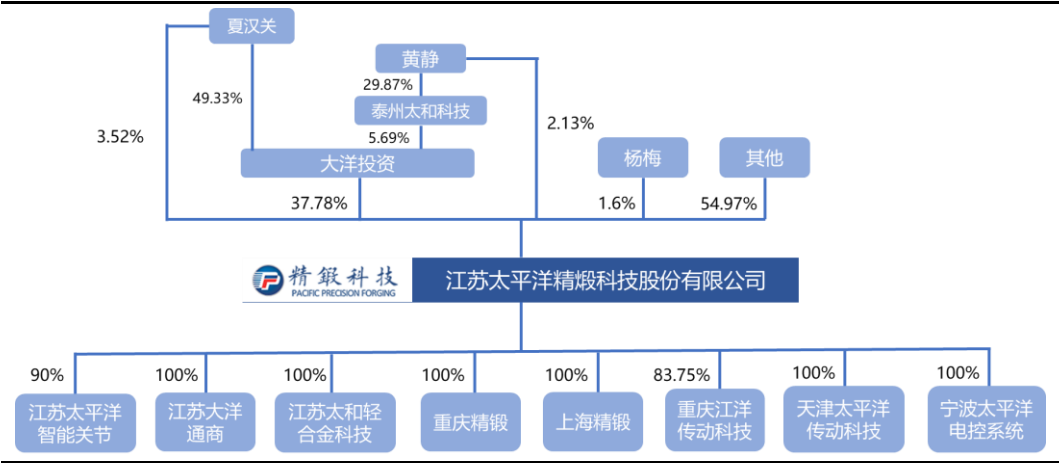 夏汉关
黄静
29.87%
49.33%
泰州太和科技
3.52%
2.13%
5.69%
大洋投资
杨梅
其他
37.78%
1.6%
54.97%
精鍛科技
PACIFIC PRECISION FORGING
江苏太平洋精煅科技股份有限公司
90%
100%
100%
100%
100%
83.75%
100%
100%
江苏太平洋
智能关节
江苏大洋
通商
江苏太和轻
合金科技
重庆精锻
上海精锻
重庆江洋
传动科技
天津太平洋
传动科技
宁波太平洋
电控系统